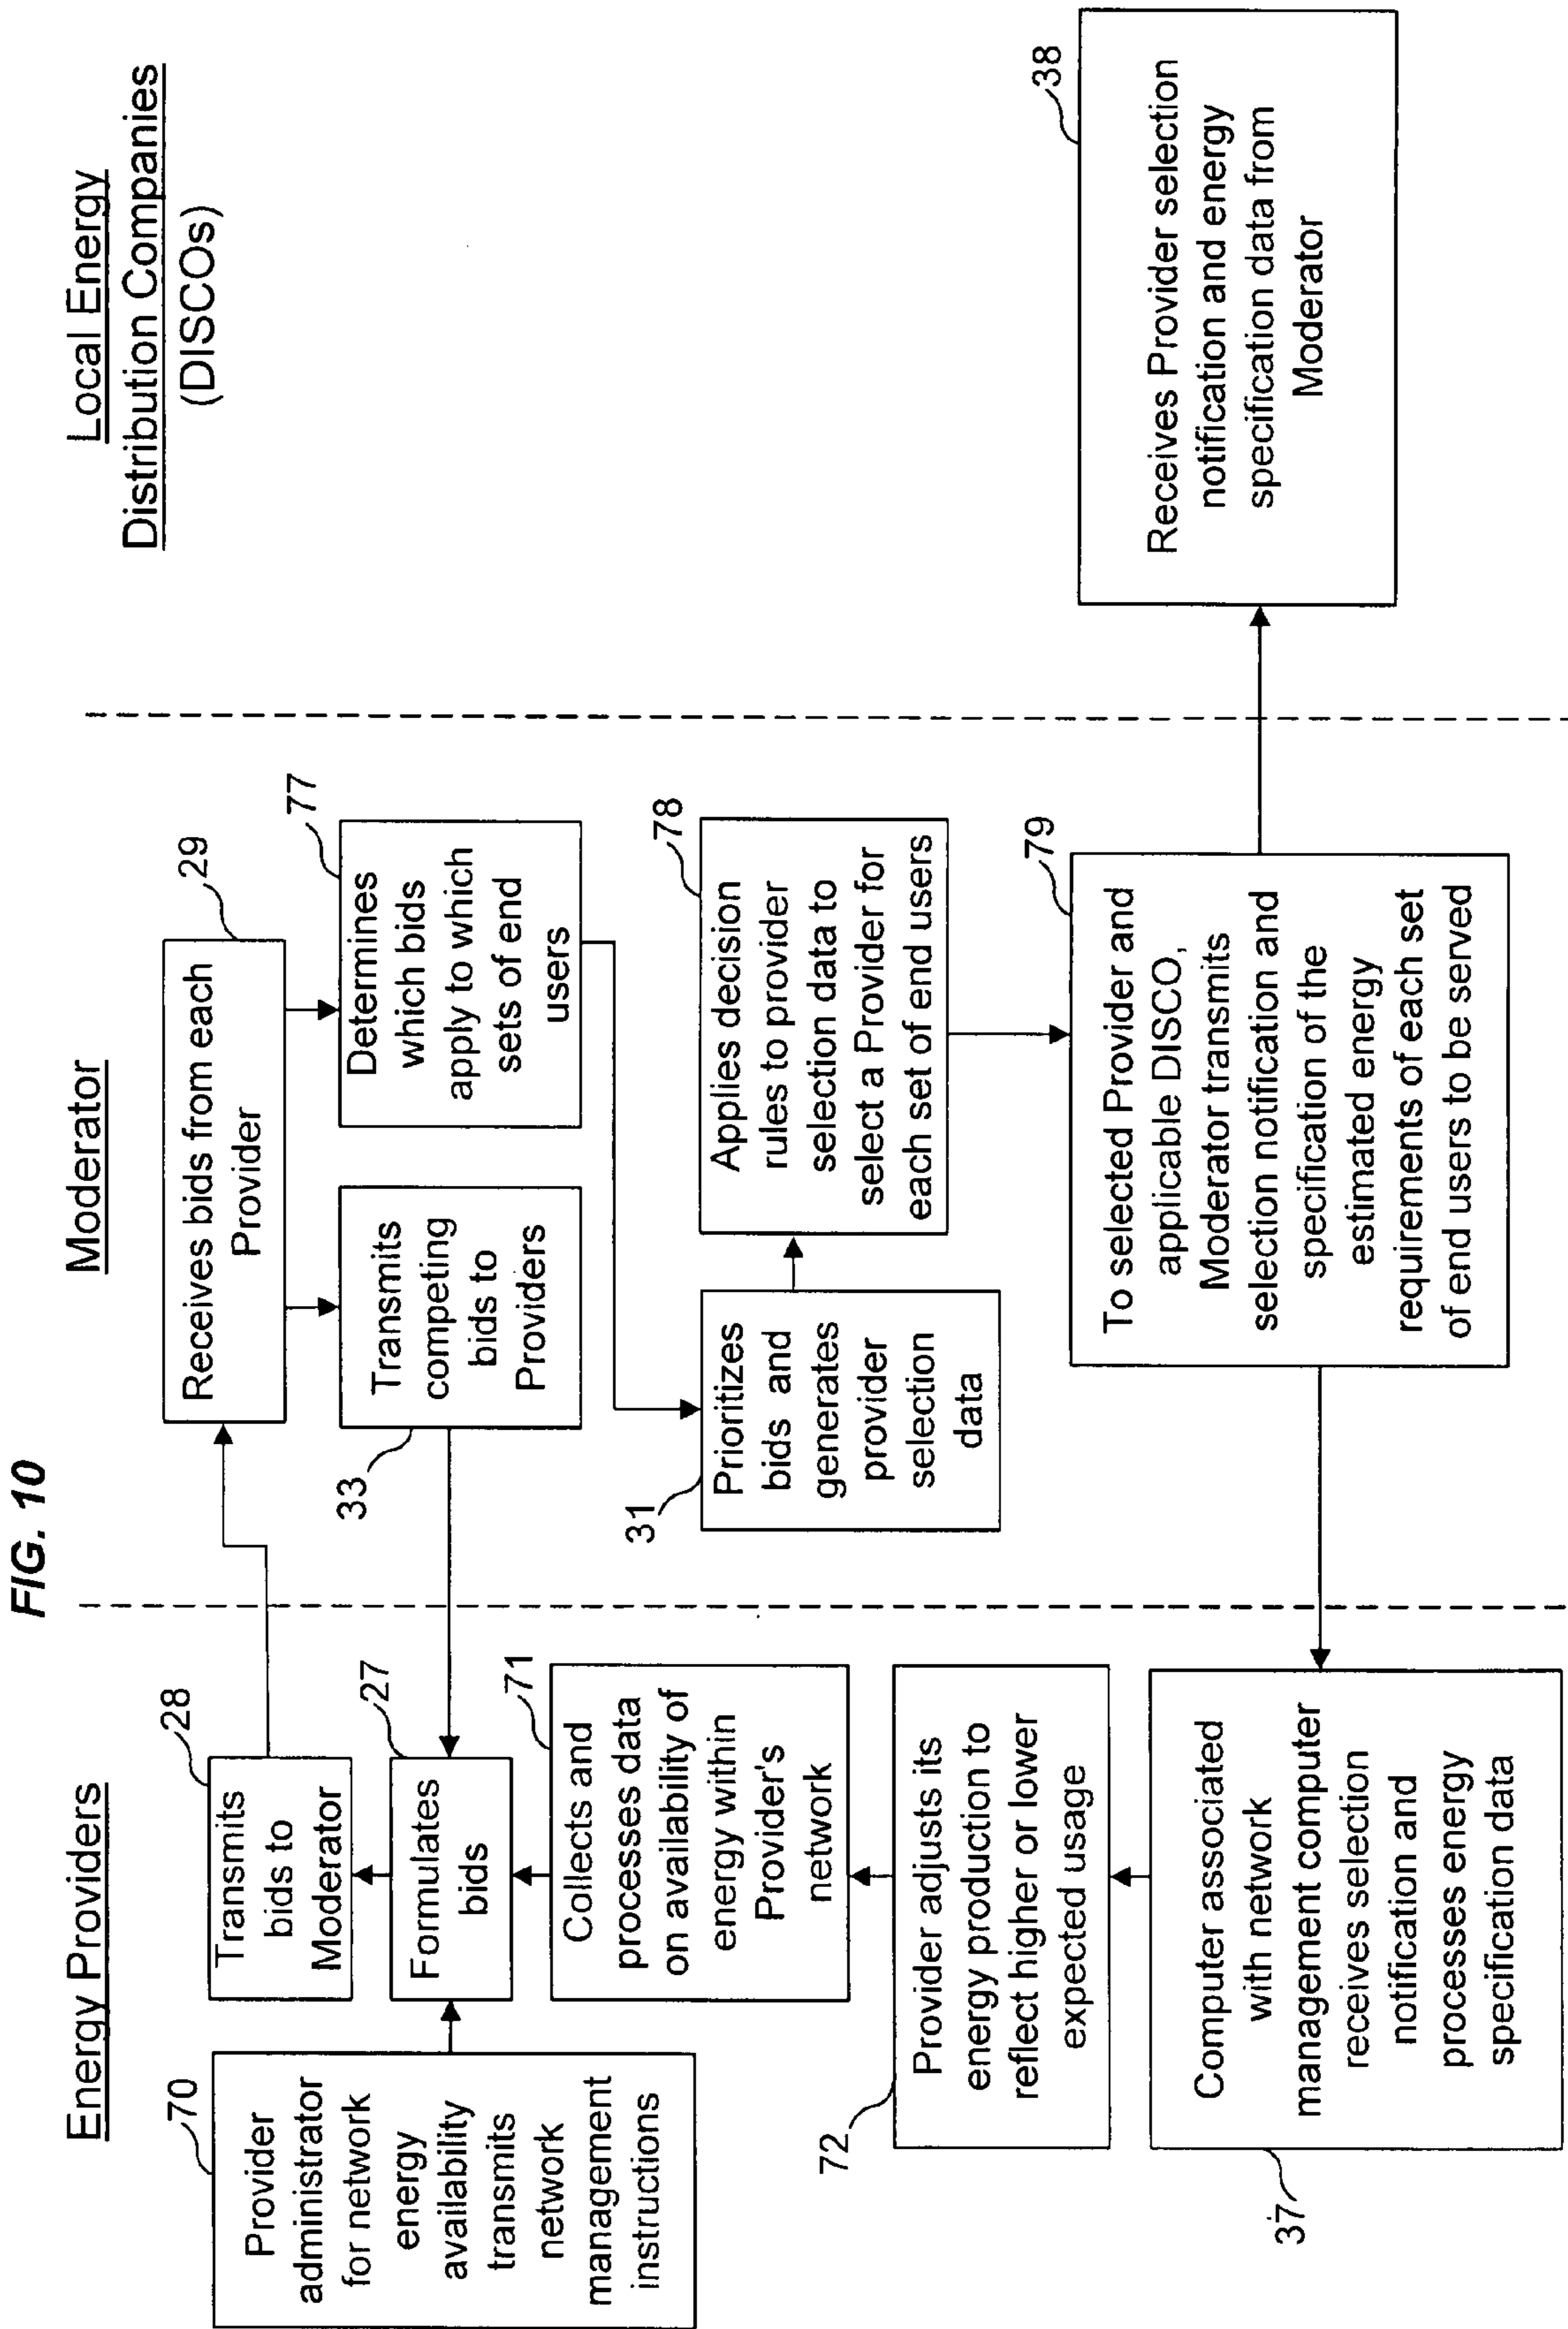 FIG. 10
Energy Providers
Moderator
Local Energy
Distribution Companies
(DISCOs)
70
Provider
administrator
for network
energy
availability
transmits
network
management
instructions
28
Transmits
bids to
Moderator
27
Formulates
bids
71
Collects and
processes data
on availability of
energy within
Provider's
network
72
Provider adjusts its
energy production to
reflect higher or lower
expected usage
37
Computer associated
with network
management computer
receives selection
notification and
processes energy
specification data
29
Receives bids from each
Provider
33
Transmits
competing
bids to
Providers
77
Determines
which bids
apply to which
sets of end
users
31
Prioritizes
bids and
generates
provider
selection
data
78
Applies decision
rules to provider
selection data to
select a Provider for
each set of end users
79
To selected Provider and
applicable DISCO,
Moderator transmits
selection notification and
specification of the
estimated energy
requirements of each set
of end users to be served
38
Receives Provider selection
notification and energy
specification data from
Moderator